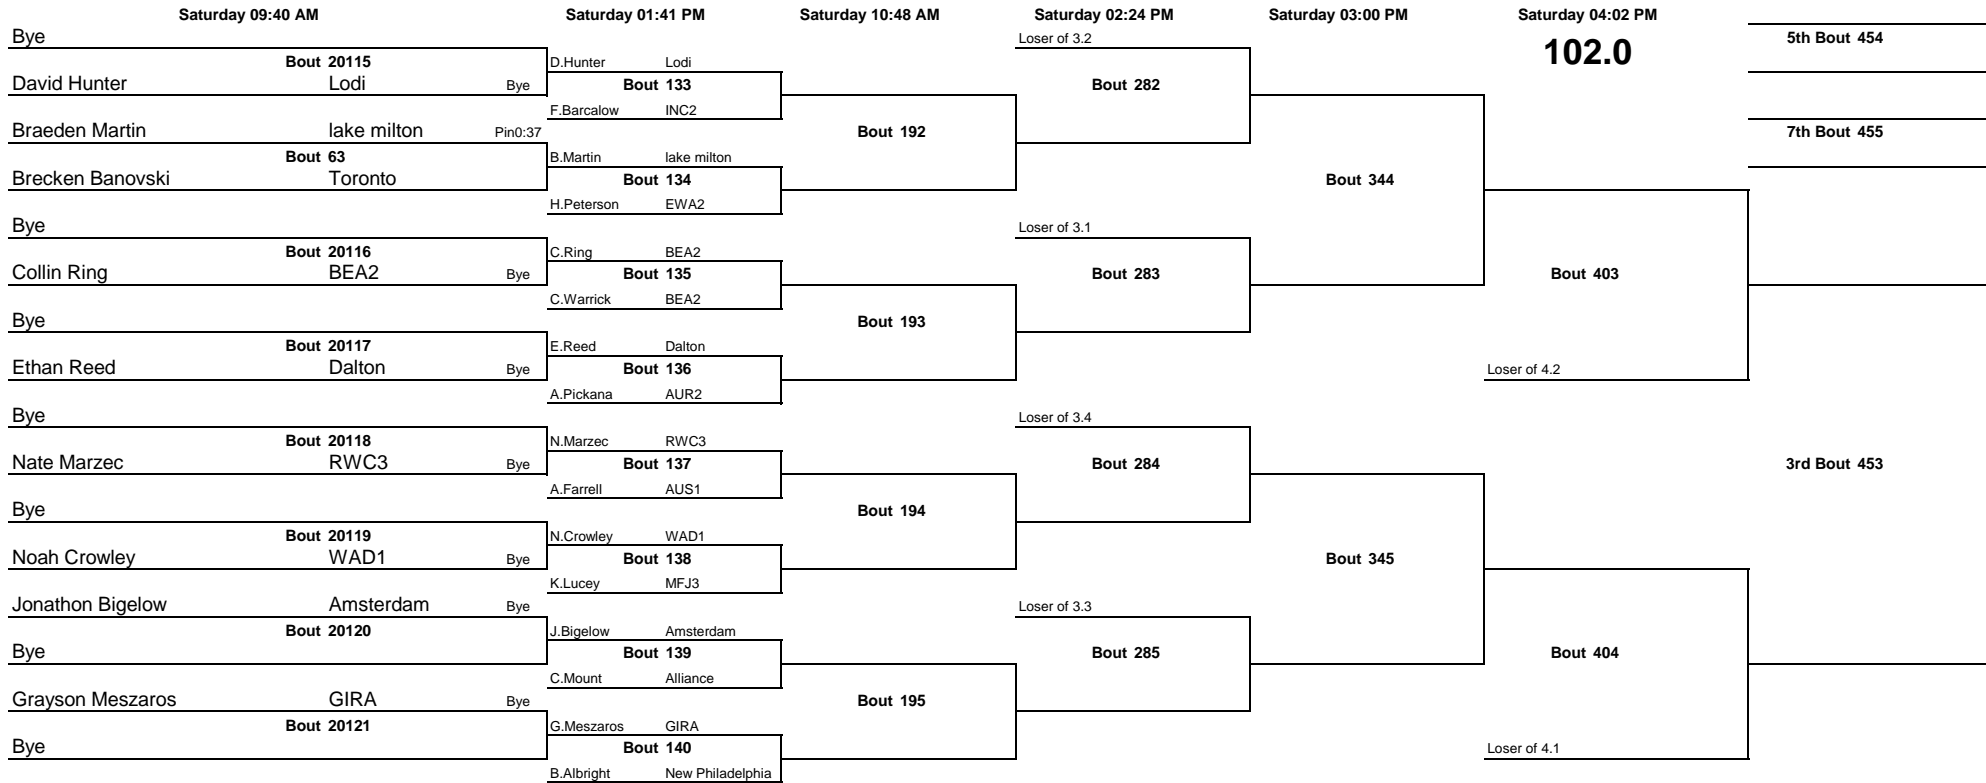 Saturday 09:40 AM Saturday 01:41 PM Saturday 10:48 AM Saturday 02:24 PM Saturday 03:00 PM Saturday 04:02 PM
Bye Loser of 3.2 102.0 5th Bout 454
Bout 20115 D.Hunter Lodi
David Hunter Lodi Bye Bout 133 Bout 282
F.Barcalow INC2
Braeden Martin lake milton Pin0:37 Bout 192 7th Bout 455
Bout 63 B.Martin lake milton
Brecken Banovski Toronto Bout 134 Bout 344
H.Peterson EWA2
Bye Loser of 3.1
Bout 20116 C.Ring BEA2
Collin Ring BEA2 Bye Bout 135 Bout 283 Bout 403
C.Warrick BEA2
Bye Bout 193
Bout 20117 E.Reed Dalton
Ethan Reed Dalton Bye Bout 136 Loser of 4.2
A.Pickana AUR2
Bye Loser of 3.4
Bout 20118 N.Marzec RWC3
Nate Marzec RWC3 Bye Bout 137 Bout 284 3rd Bout 453
A.Farrell AUS1
Bye Bout 194
Bout 20119 N.Crowley WAD1
Noah Crowley WAD1 Bye Bout 138 Bout 345
K.Lucey MFJ3
Jonathon Bigelow Amsterdam Bye Loser of 3.3
Bout 20120 J.Bigelow Amsterdam
Bye Bout 139 Bout 285 Bout 404
C.Mount Alliance
Grayson Meszaros GIRA Bye Bout 195
Bout 20121 G.Meszaros GIRA
Bye Bout 140 Loser of 4.1
B.Albright New Philadelphia